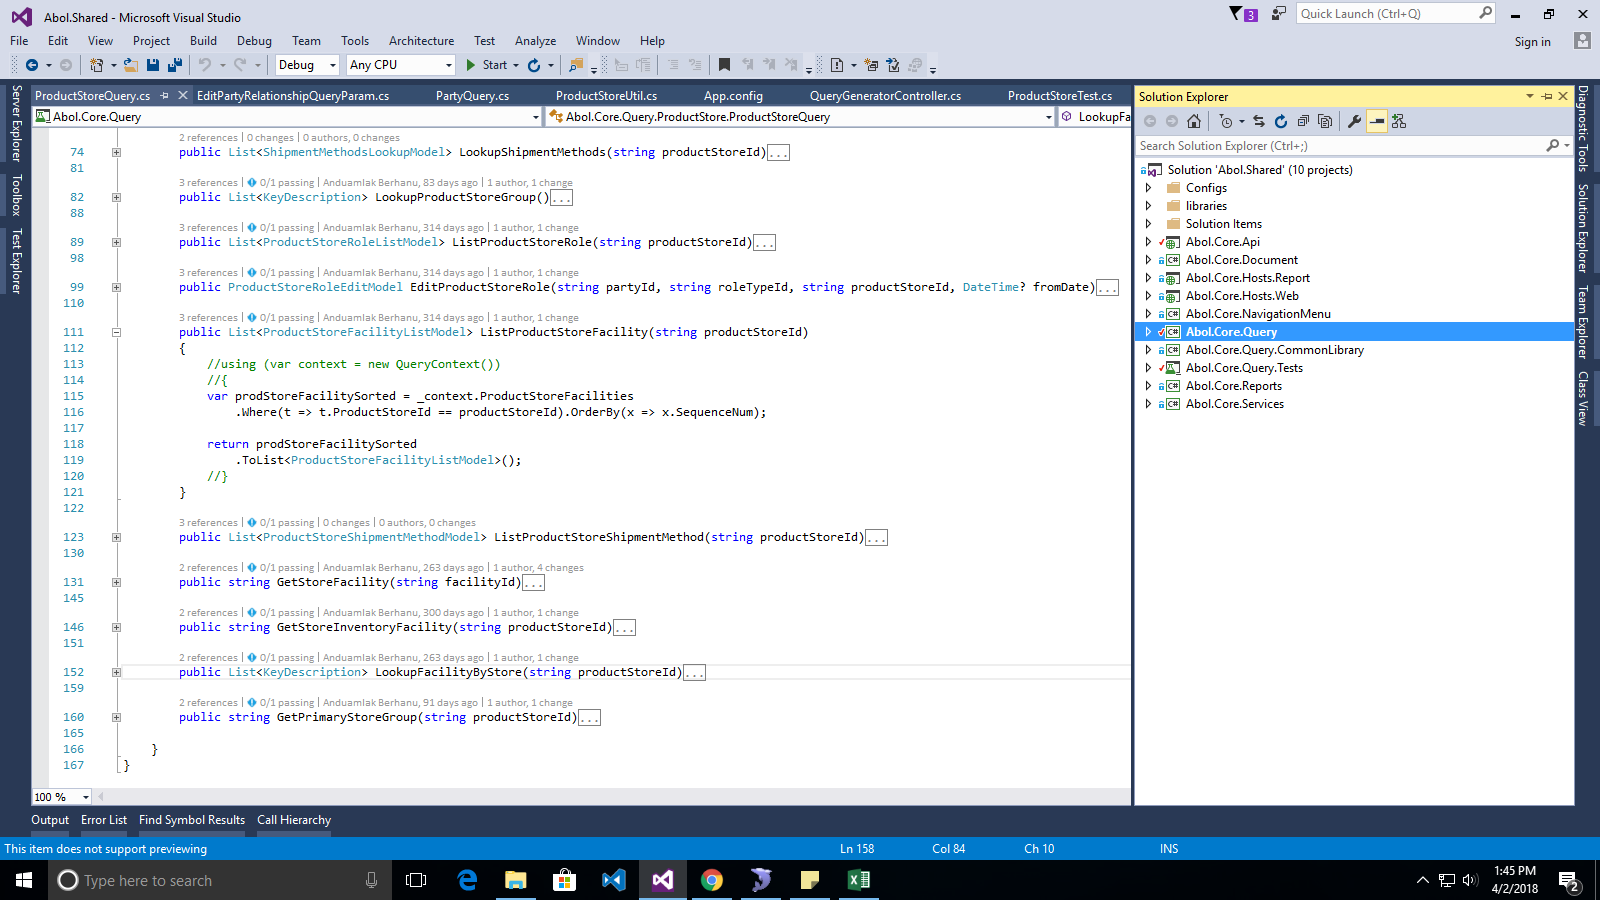 Abol.Shared - Microsoft Visual Studio
3
Quick Launch (Ctrl+Q)
File Edit View Project Build Debug Team Tools Architecture Test Analyze Window Help
Sign in
Debug Any CPU Start
Server Explorer
Toolbox
Test Explorer
ProductStoreQuery.cs EditPartyRelationshipQueryParam.cs PartyQuery.cs ProductStoreUtil.cs App.config QueryGeneratorController.cs ProductStoreTest.cs
Abol.Core.Query Abol.Core.Query.ProductStore.ProductStoreQuery LookupFa
2 references | 0 changes | 0 authors, 0 changes
74 public List<ShipmentMethodsLookupModel> LookupShipmentMethods(string productStoreId)...
81
3 references | 0/1 passing | Anduamlak Berhanu, 83 days ago | 1 author, 1 change
82 public List<KeyDescription> LookupProductStoreGroup()...
88
3 references | 0/1 passing | Anduamlak Berhanu, 314 days ago | 1 author, 1 change
89 public List<ProductStoreRoleListModel> ListProductStoreRole(string productStoreId)...
98
3 references | 0/1 passing | Anduamlak Berhanu, 314 days ago | 1 author, 1 change
99 public ProductStoreRoleEditModel EditProductStoreRole(string partyId, string roleTypeId, string productStoreId, DateTime? fromDate)...
110
3 references | 0/1 passing | Anduamlak Berhanu, 314 days ago | 1 author, 1 change
111 public List<ProductStoreFacilityListModel> ListProductStoreFacility(string productStoreId)
112 {
113 //using (var context = new QueryContext())
114 //{
115 var prodStoreFacilitySorted = _context.ProductStoreFacilities
116 .Where(t => t.ProductStoreId == productStoreId).OrderBy(x => x.SequenceNum);
117
118 return prodStoreFacilitySorted
119 .ToList<ProductStoreFacilityListModel>();
120 //}
121 }
122
3 references | 0/1 passing | 0 changes | 0 authors, 0 changes
123 public List<ProductStoreShipmentMethodModel> ListProductStoreShipmentMethod(string productStoreId)...
130
2 references | 0/1 passing | Anduamlak Berhanu, 263 days ago | 1 author, 4 changes
131 public string GetStoreFacility(string facilityId)...
145
2 references | 0/1 passing | Anduamlak Berhanu, 300 days ago | 1 author, 1 change
146 public string GetStoreInventoryFacility(string productStoreId)...
151
2 references | 0/1 passing | Anduamlak Berhanu, 263 days ago | 1 author, 1 change
152 public List<KeyDescription> LookupFacilityByStore(string productStoreId)...
159
2 references | 0/1 passing | Anduamlak Berhanu, 91 days ago | 1 author, 1 change
160 public string GetPrimaryStoreGroup(string productStoreId)...
165
166 }
167 }
100 %
Solution Explorer
Search Solution Explorer (Ctrl+;)
Solution 'Abol.Shared' (10 projects)
Configs
libraries
Solution Items
Abol.Core.Api
Abol.Core.Document
Abol.Core.Hosts.Report
Abol.Core.Hosts.Web
Abol.Core.NavigationMenu
Abol.Core.Query
Abol.Core.Query.CommonLibrary
Abol.Core.Query.Tests
Abol.Core.Reports
Abol.Core.Services
Diagnostic Tools
Solution Explorer
Team Explorer
Class View
Output Error List Find Symbol Results Call Hierarchy
This item does not support previewing Ln 158 Col 84 Ch 10 INS
Type here to search
1:45 PM
4/2/2018
2